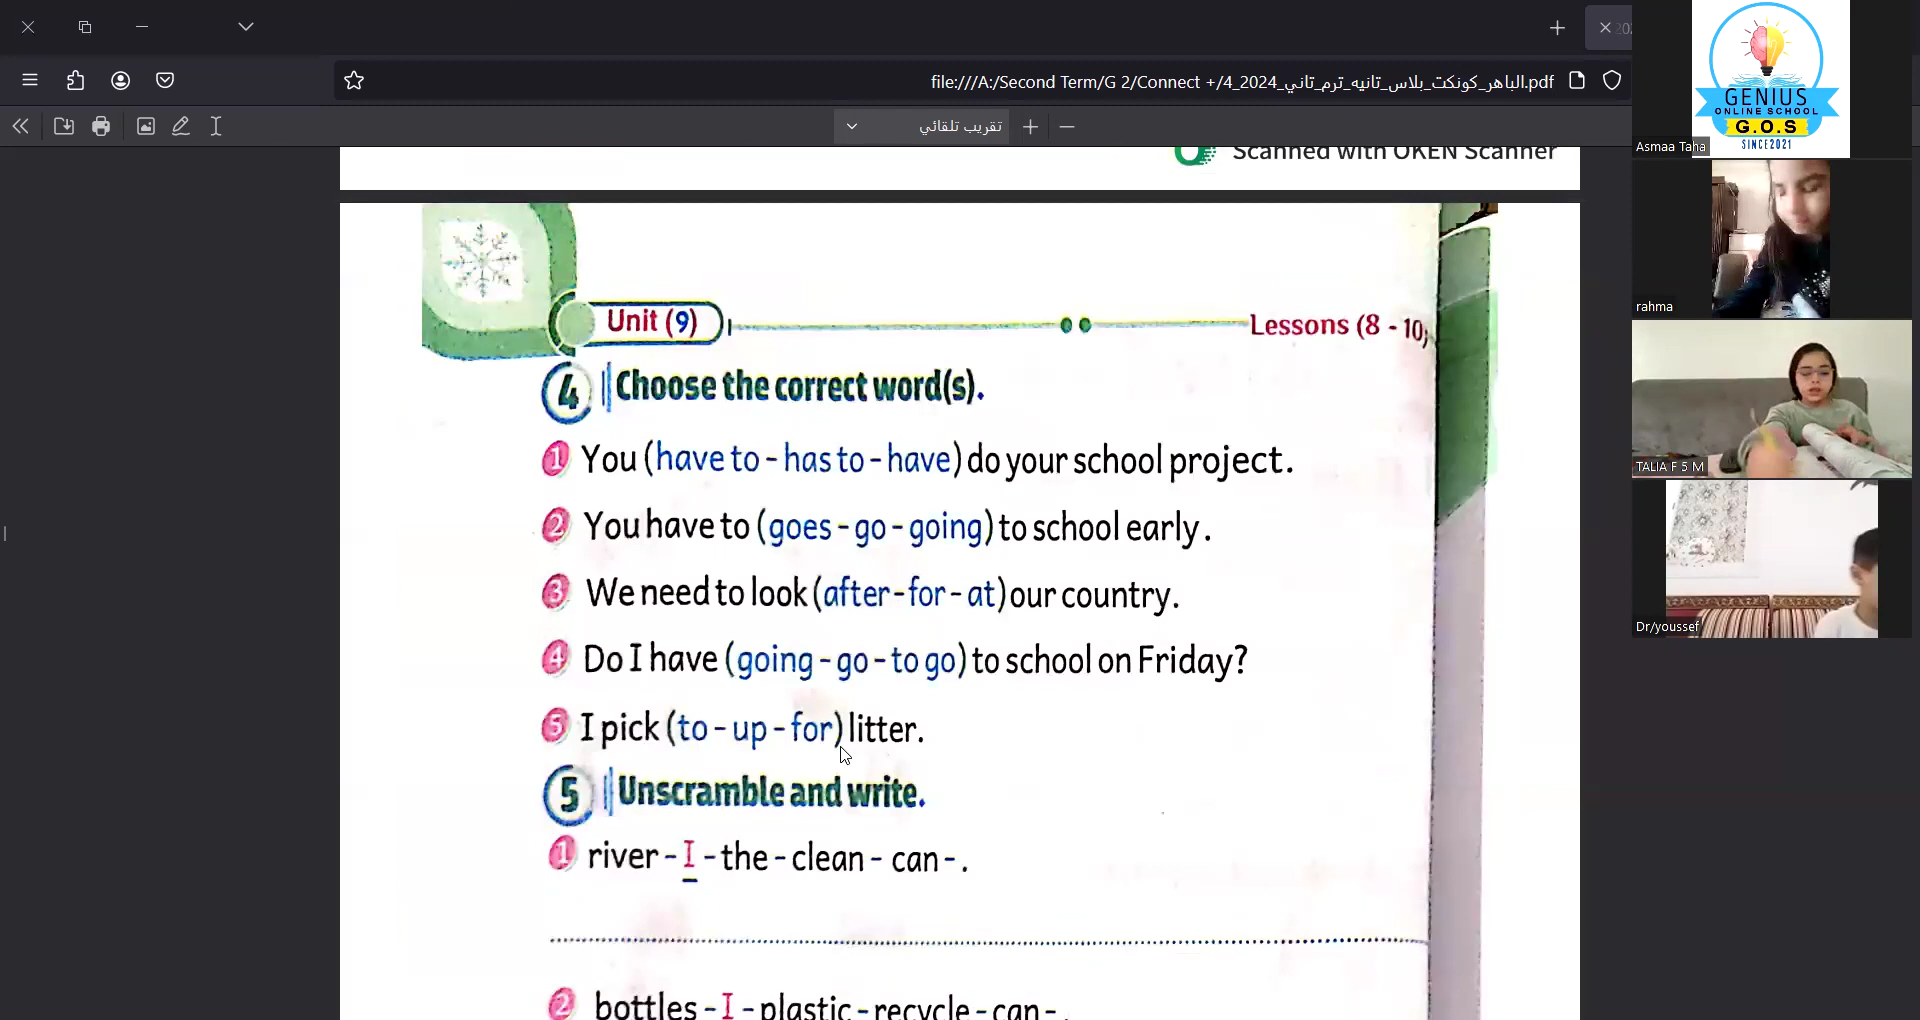 file:///A:/Second Term/G 2/Connect +/4_2024_الباهر_كونكت_بلاس_تانيه_ترم_تاني.pdf
تقريب تلقائي
Scanned with OKEN Scanner
Unit (9)
Lessons (8 - 10)
4 Choose the correct word(s).
1 You (have to - has to - have) do your school project.
2 You have to (goes - go - going) to school early.
3 We need to look (after - for - at) our country.
4 Do I have (going - go - to go) to school on Friday?
5 I pick (to - up - for) litter.
5 Unscramble and write.
1 river - I - the - clean - can - .
2 bottles - I - plastic - recycle - can - .
GENIUS
ONLINE SCHOOL
G.O.S
SINCE2021
Asmaa Taha
rahma
TALIA F 5 M
Dr/youssef